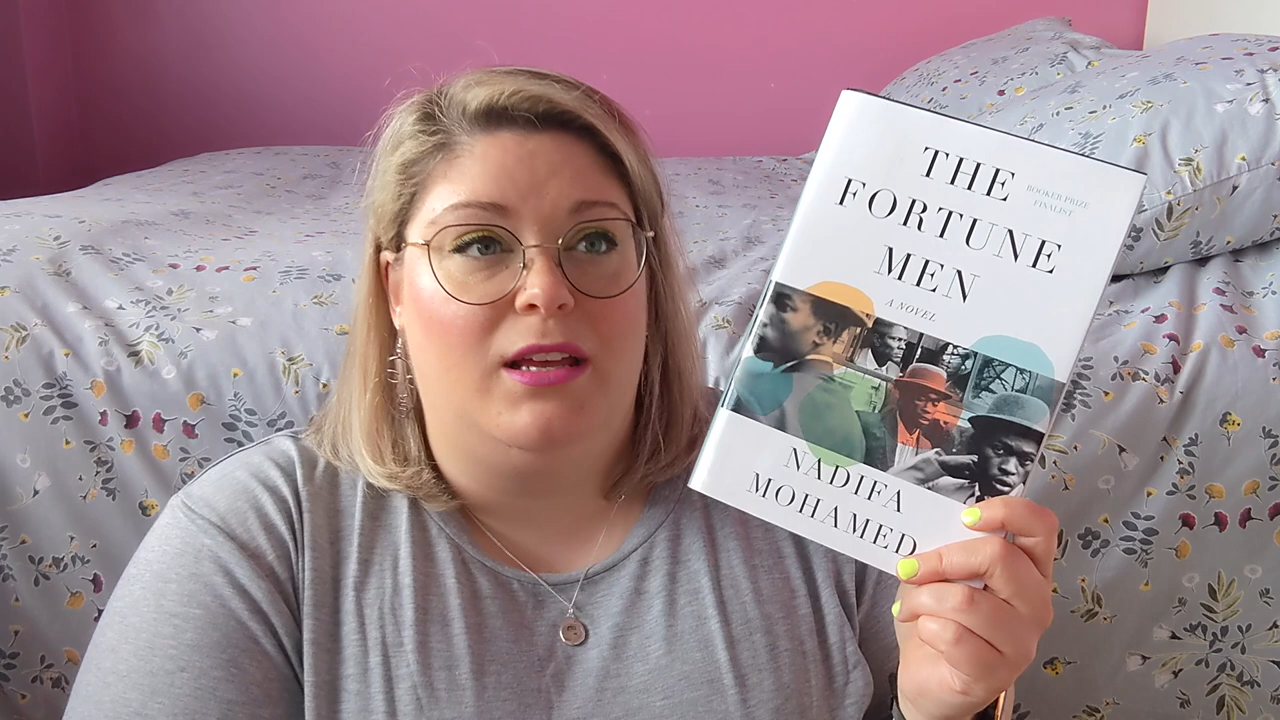 THE
FORTUNE
MEN
BOOKER PRIZE
FINALIST
A NOVEL
NADIFA
MOHAMED